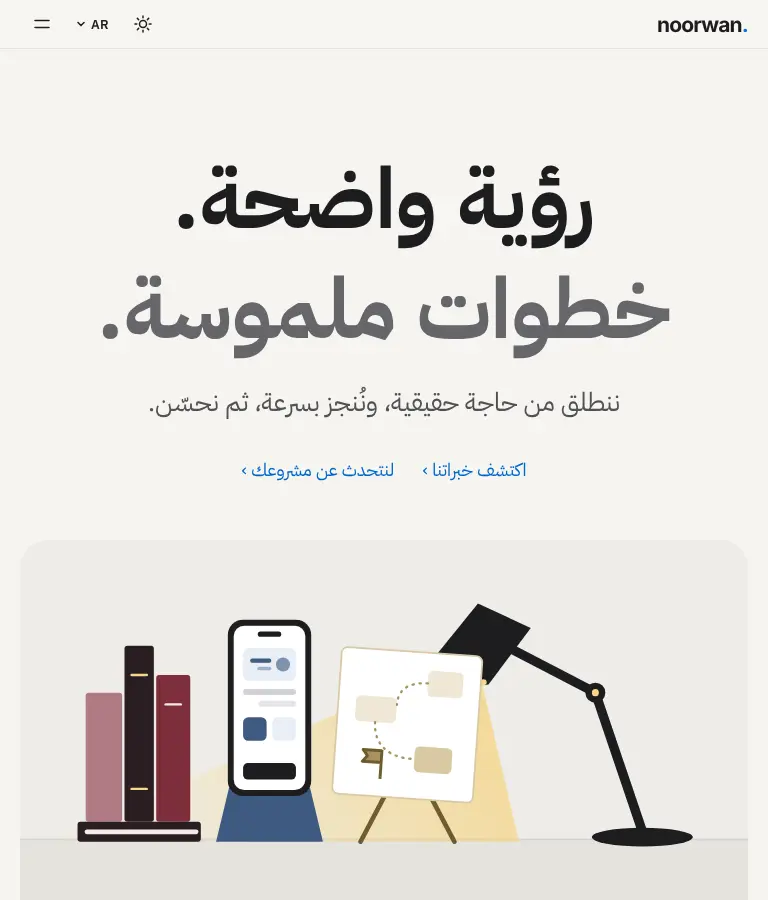 noorwan.
AR
رؤية واضحة.
خطوات ملموسة.
ننطلق من حاجة حقيقية، ونُنجز بسرعة، ثم نحسّن.
اكتشف خبراتنا ›
لنتحدث عن مشروعك ›